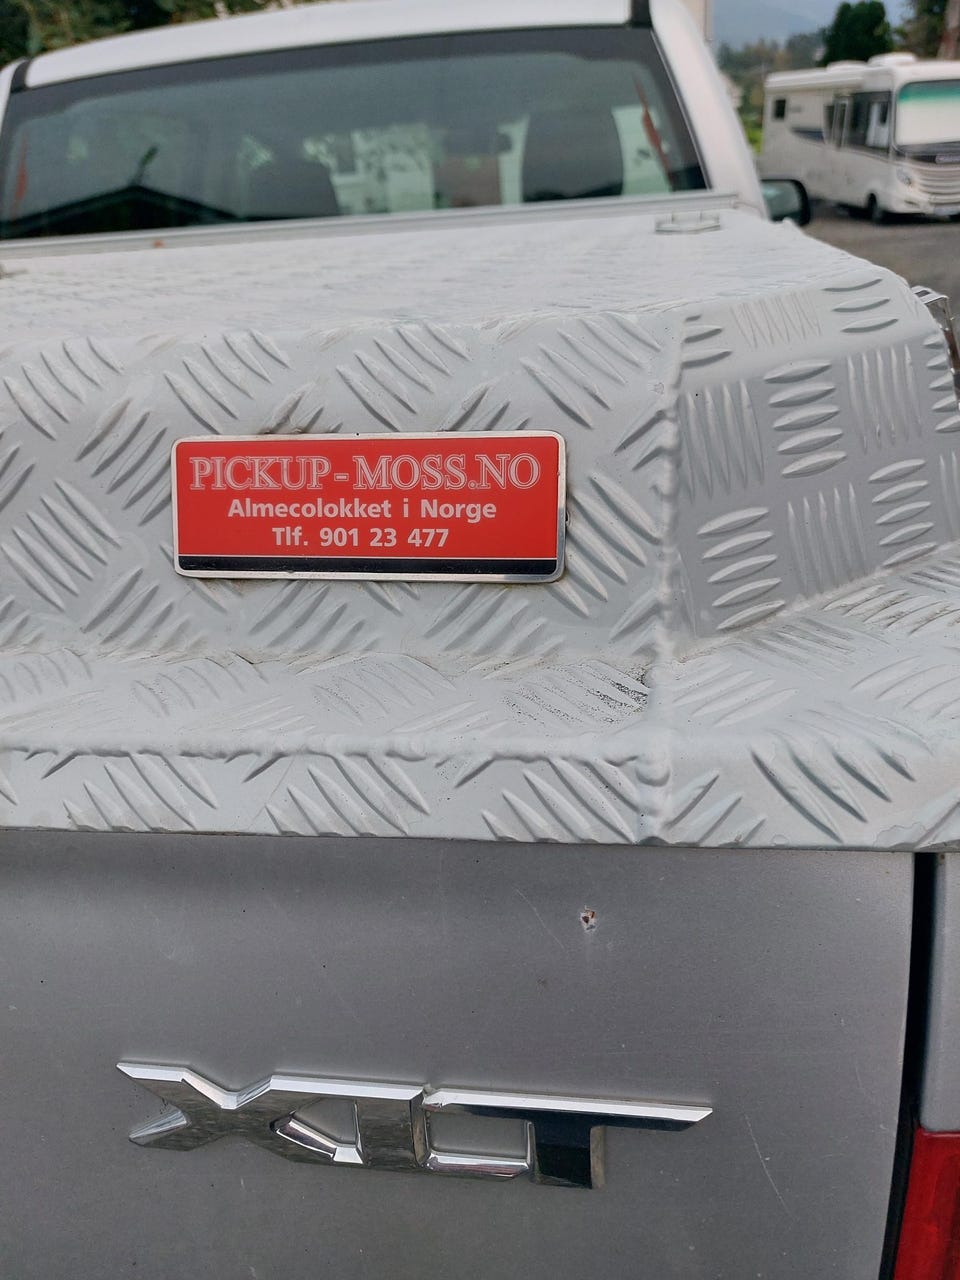 PICKUP-MOSS.NO
Almecolokket i Norge
Tlf. 901 23 477
XLT